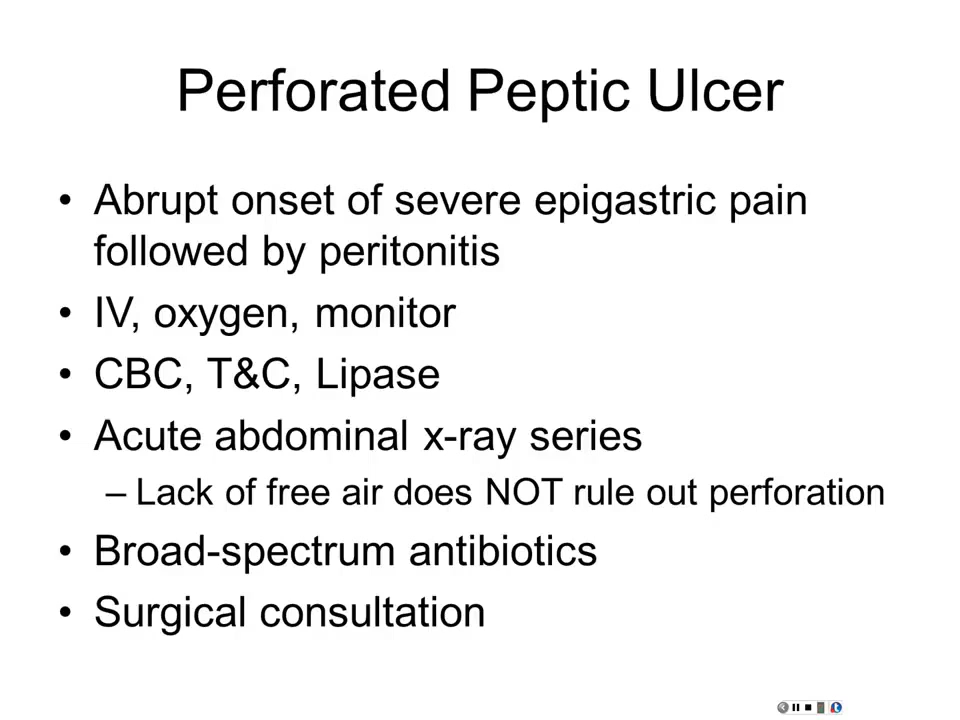 Perforated Peptic Ulcer
• Abrupt onset of severe epigastric pain
followed by peritonitis
• IV, oxygen, monitor
• CBC, T&C, Lipase
• Acute abdominal x-ray series
– Lack of free air does NOT rule out perforation
• Broad-spectrum antibiotics
• Surgical consultation